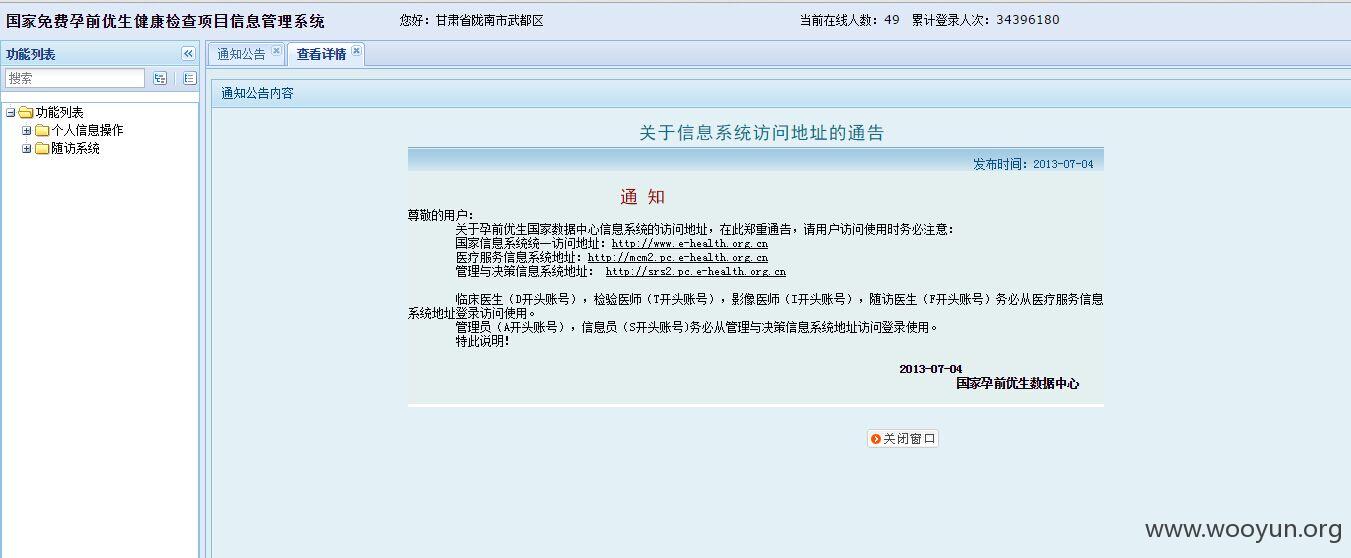 国家免费孕前优生健康检查项目信息管理系统 您好：甘肃省陇南市武都区 当前在线人数：49 累计登录人次：34396180
功能列表 通知公告 查看详情
搜索
通知公告内容
功能列表
个人信息操作
随访系统
关于信息系统访问地址的通告
发布时间：2013-07-04
通 知
尊敬的用户：
关于孕前优生国家数据中心信息系统的访问地址，在此郑重通告，请用户访问使用时务必注意：
国家信息系统统一访问地址：http://www.e-health.org.cn
医疗服务信息系统地址：http://mcm2.pc.e-health.org.cn
管理与决策信息系统地址： http://srs2.pc.e-health.org.cn
临床医生（D开头账号），检验医师（T开头账号），影像医师（I开头账号），随访医生（F开头账号）务必从医疗服务信息
系统地址登录访问使用。
管理员（A开头账号），信息员（S开头账号)务必从管理与决策信息系统地址访问登录使用。
特此说明！
2013-07-04
国家孕前优生数据中心
关闭窗口
www.wooyun.org